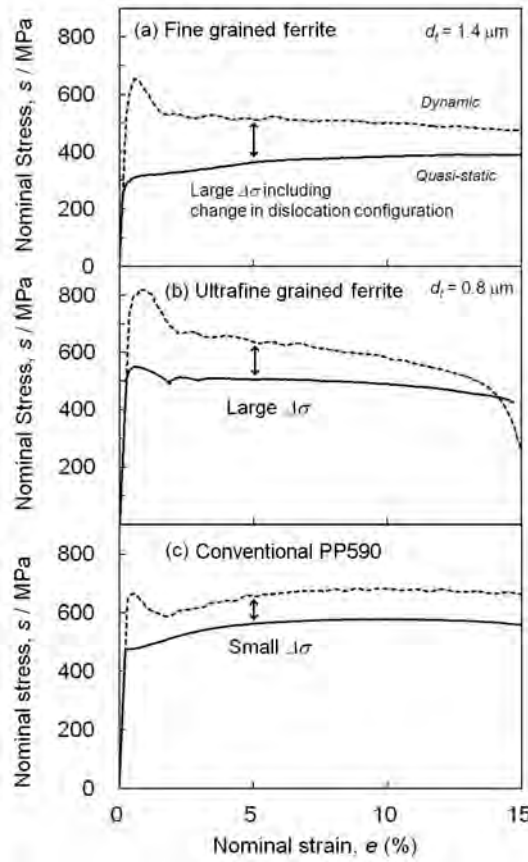 (a) Fine grained ferrite
df = 1.4 μm
Nominal Stress, s / MPa
800
600
400
200
0
Dynamic
Quasi-static
Large Δσ including
change in dislocation configuration
(b) Ultrafine grained ferrite
df = 0.8 μm
Nominal Stress, s / MPa
800
600
400
200
Large Δσ
(c) Conventional PP590
Nominal stress, s / MPa
800
600
400
200
0
Small Δσ
0
5
10
15
Nominal strain, e (%)